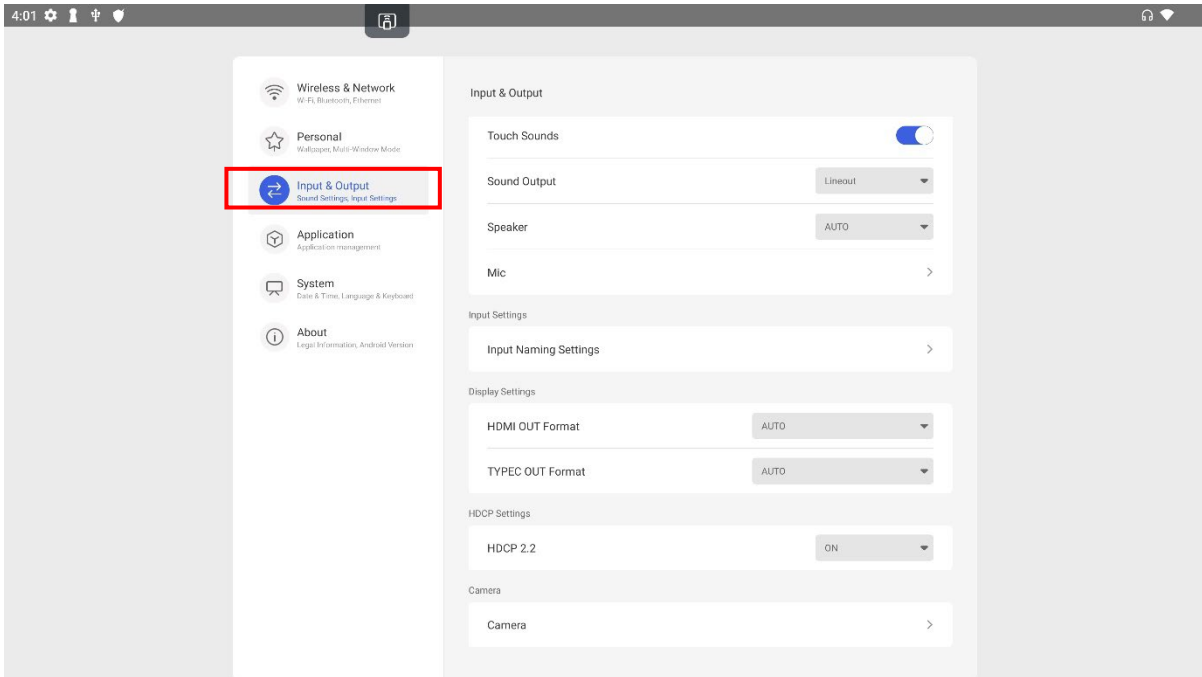 4:01
Wireless & Network
Wi-Fi, Bluetooth, Ethernet
Personal
Wallpaper, Multi-Window Mode
Input & Output
Sound Settings, Input Settings
Application
Application management
System
Date & Time, Language & Keyboard
About
Legal Information, Android Version
Input & Output
Touch Sounds
Sound Output
Lineout
Speaker
AUTO
Mic
Input Settings
Input Naming Settings
Display Settings
HDMI OUT Format
AUTO
TYPEC OUT Format
AUTO
HDCP Settings
HDCP 2.2
ON
Camera
Camera